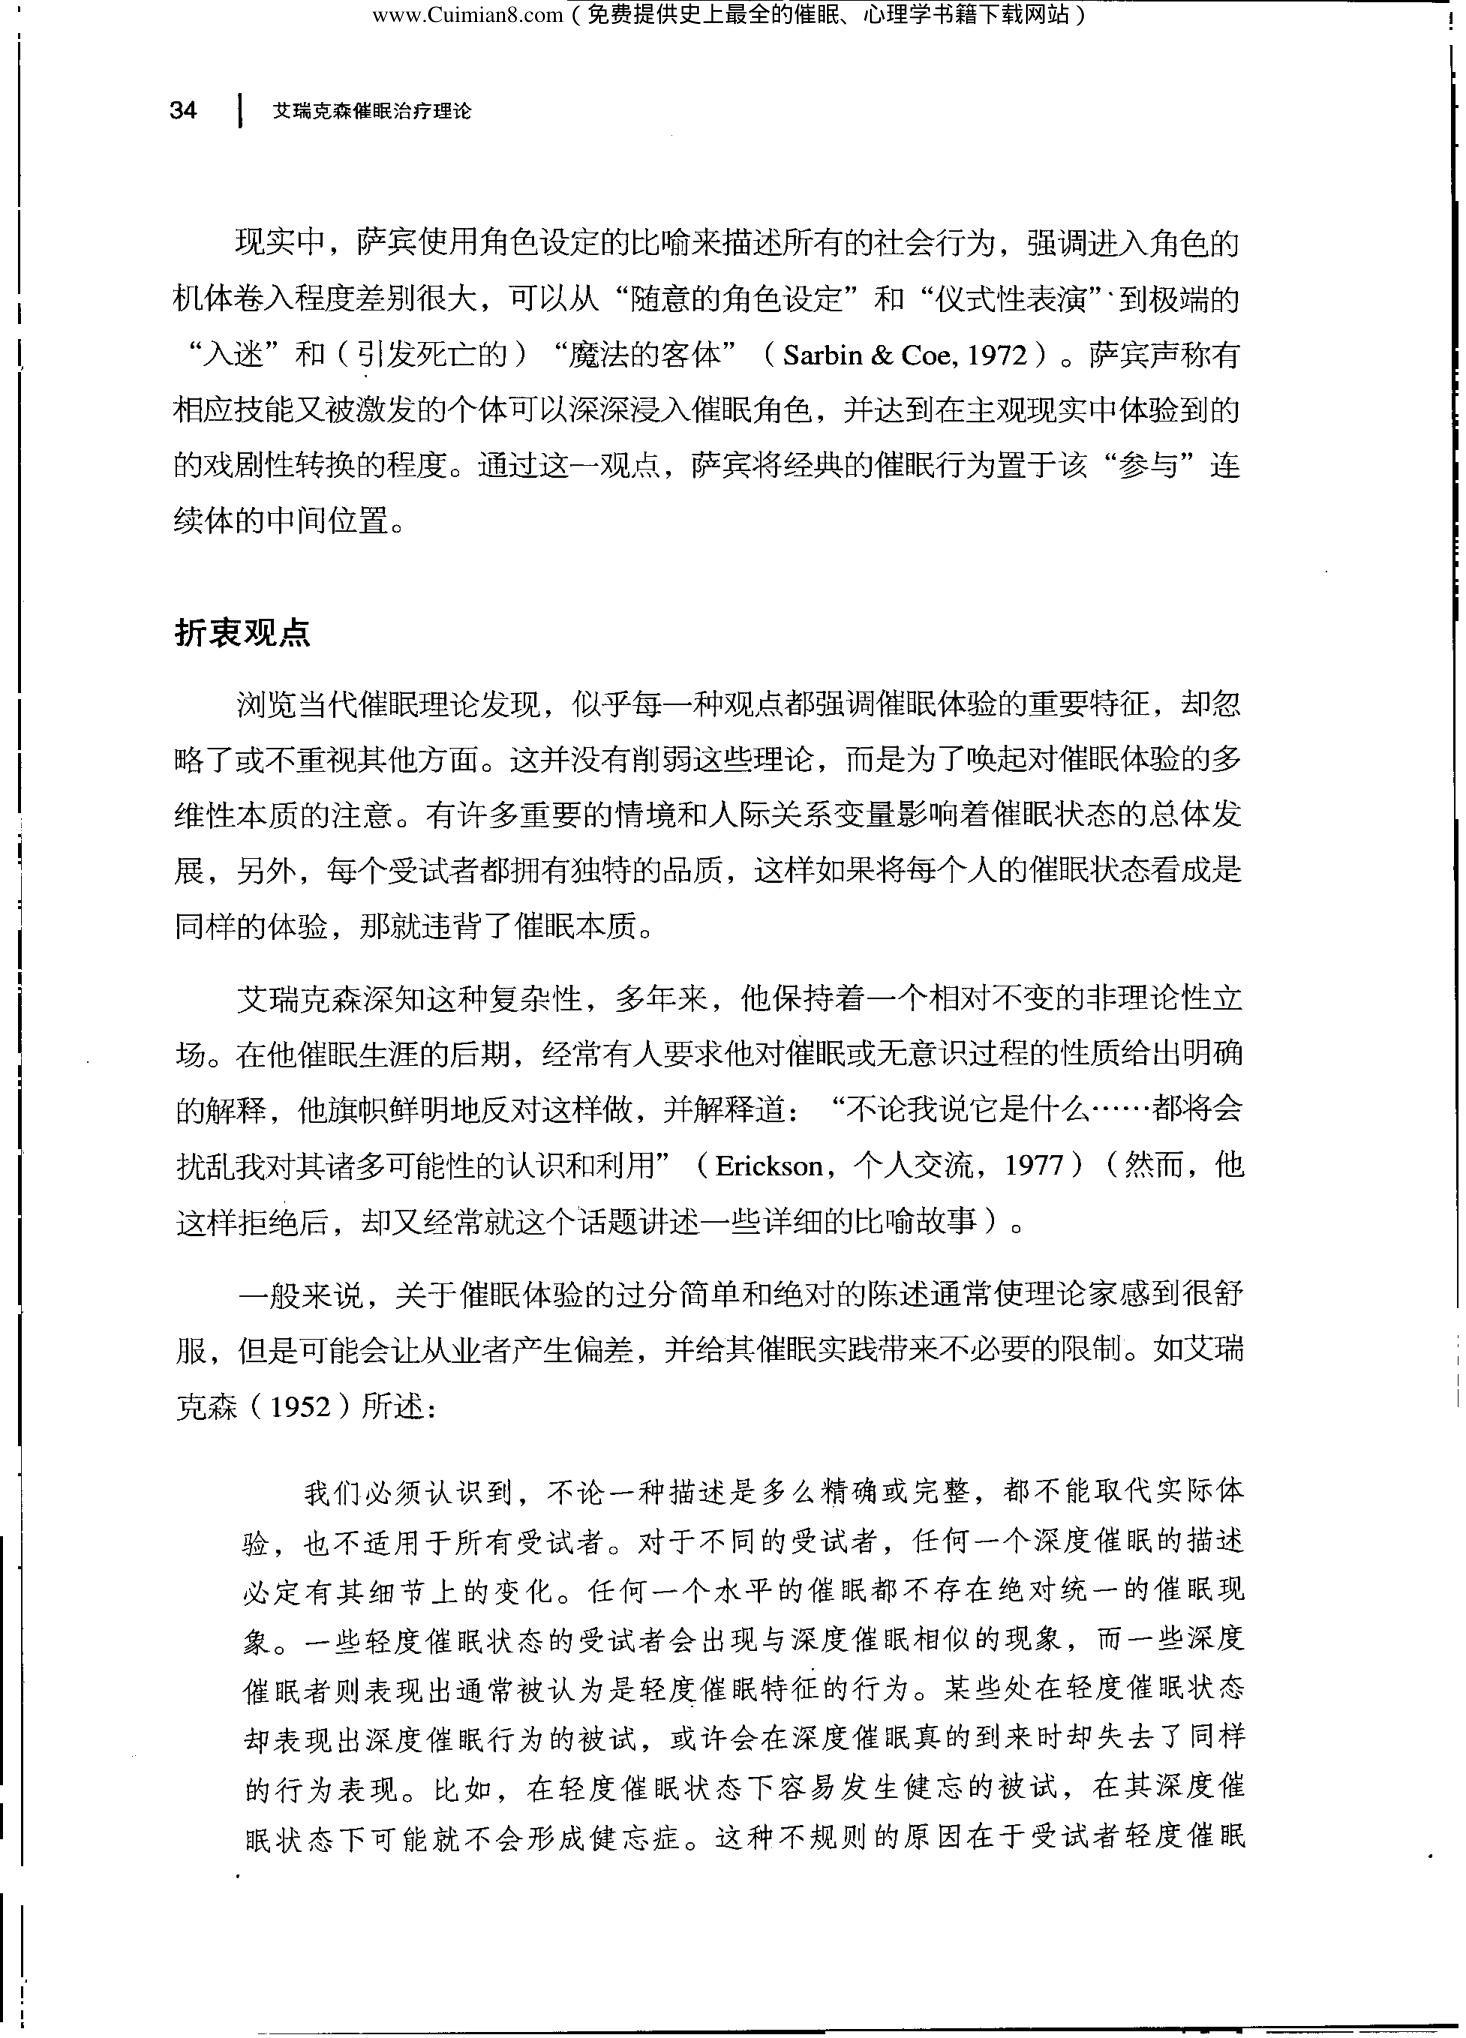 www.Cuimian8.com（免费提供史上最全的催眠、心理学书籍下载网站）
34 艾瑞克森催眠治疗理论
现实中，萨宾使用角色设定的比喻来描述所有的社会行为，强调进入角色的
机体卷入程度差别很大，可以从“随意的角色设定”和“仪式性表演”到极端的
“入迷”和（引发死亡的）“魔法的客体”（Sarbin & Coe, 1972）。萨宾声称有
相应技能又被激发的个体可以深深浸入催眠角色，并达到在主观现实中体验到的
的戏剧性转换的程度。通过这一观点，萨宾将经典的催眠行为置于该“参与”连
续体的中间位置。
折衷观点
浏览当代催眠理论发现，似乎每一种观点都强调催眠体验的重要特征，却忽
略了或不重视其他方面。这并没有削弱这些理论，而是为了唤起对催眠体验的多
维性本质的注意。有许多重要的情境和人际关系变量影响着催眠状态的总体发
展，另外，每个受试者都拥有独特的品质，这样如果将每个人的催眠状态看成是
同样的体验，那就违背了催眠本质。
艾瑞克森深知这种复杂性，多年来，他保持着一个相对不变的非理论性立
场。在他催眠生涯的后期，经常有人要求他对催眠或无意识过程的性质给出明确
的解释，他旗帜鲜明地反对这样做，并解释道：“不论我说它是什么……都将会
扰乱我对其诸多可能性的认识和利用”（Erickson，个人交流，1977）（然而，他
这样拒绝后，却又经常就这个话题讲述一些详细的比喻故事）。
一般来说，关于催眠体验的过分简单和绝对的陈述通常使理论家感到很舒
服，但是可能会让从业者产生偏差，并给其催眠实践带来不必要的限制。如艾瑞
克森（1952）所述：
我们必须认识到，不论一种描述是多么精确或完整，都不能取代实际体
验，也不适用于所有受试者。对于不同的受试者，任何一个深度催眠的描述
必定有其细节上的变化。任何一个水平的催眠都不存在绝对统一的催眠现
象。一些轻度催眠状态的受试者会出现与深度催眠相似的现象，而一些深度
催眠者则表现出通常被认为是轻度催眠特征的行为。某些处在轻度催眠状态
却表现出深度催眠行为的被试，或许会在深度催眠真的到来时却失去了同样
的行为表现。比如，在轻度催眠状态下容易发生健忘的被试，在其深度催
眠状态下可能就不会形成健忘症。这种不规则的原因在于受试者轻度催眠